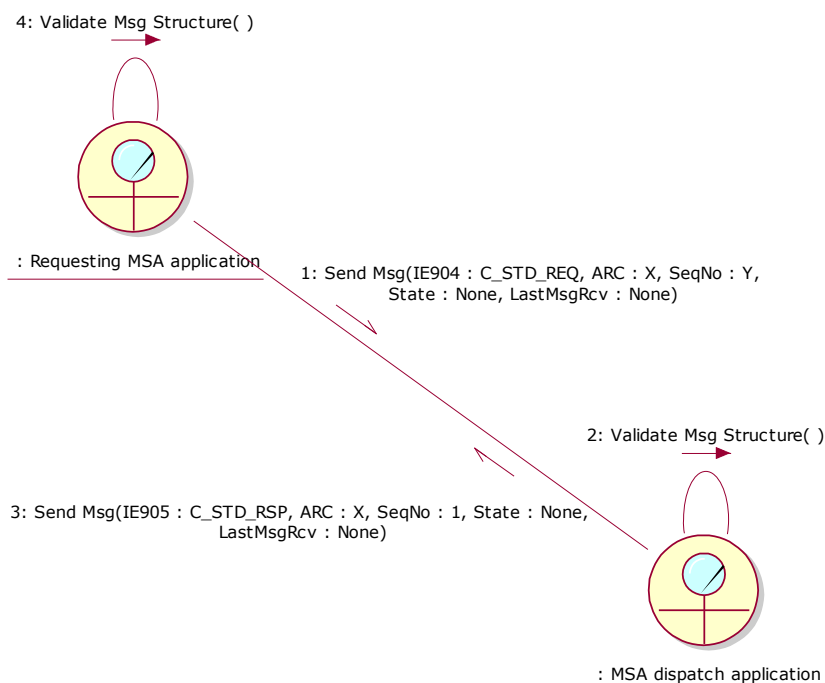 4: Validate Msg Structure( )
: Requesting MSA application
1: Send Msg(IE904 : C_STD_REQ, ARC : X, SeqNo : Y,
State : None, LastMsgRcv : None)
2: Validate Msg Structure( )
3: Send Msg(IE905 : C_STD_RSP, ARC : X, SeqNo : 1, State : None,
LastMsgRcv : None)
: MSA dispatch application